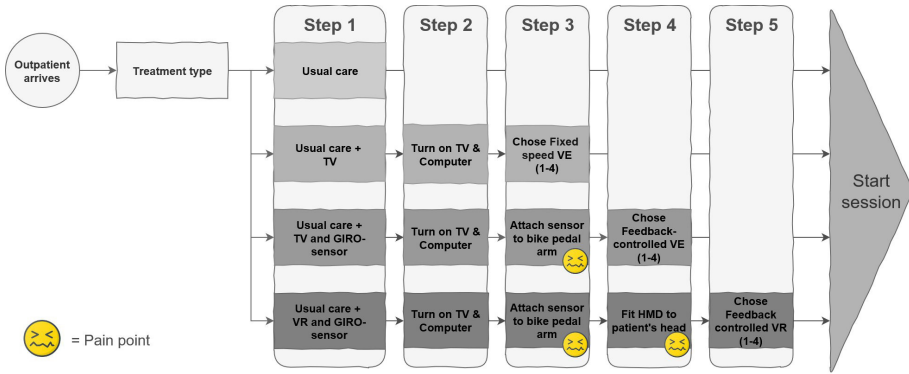 Step 1
Step 2
Step 3
Step 4
Step 5
Outpatient
arrives
Treatment type
Usual care
Usual care +
TV
Turn on TV &
Computer
Chose Fixed
speed VE
(1-4)
Usual care +
TV and GIRO-
sensor
Turn on TV &
Computer
Attach sensor
to bike pedal
arm
Chose
Feedback-
controlled VE
(1-4)
Usual care +
VR and GIRO-
sensor
Turn on TV &
Computer
Attach sensor
to bike pedal
arm
Fit HMD to
patient's head
Chose
Feedback
controlled VR
(1-4)
Start
session
= Pain point